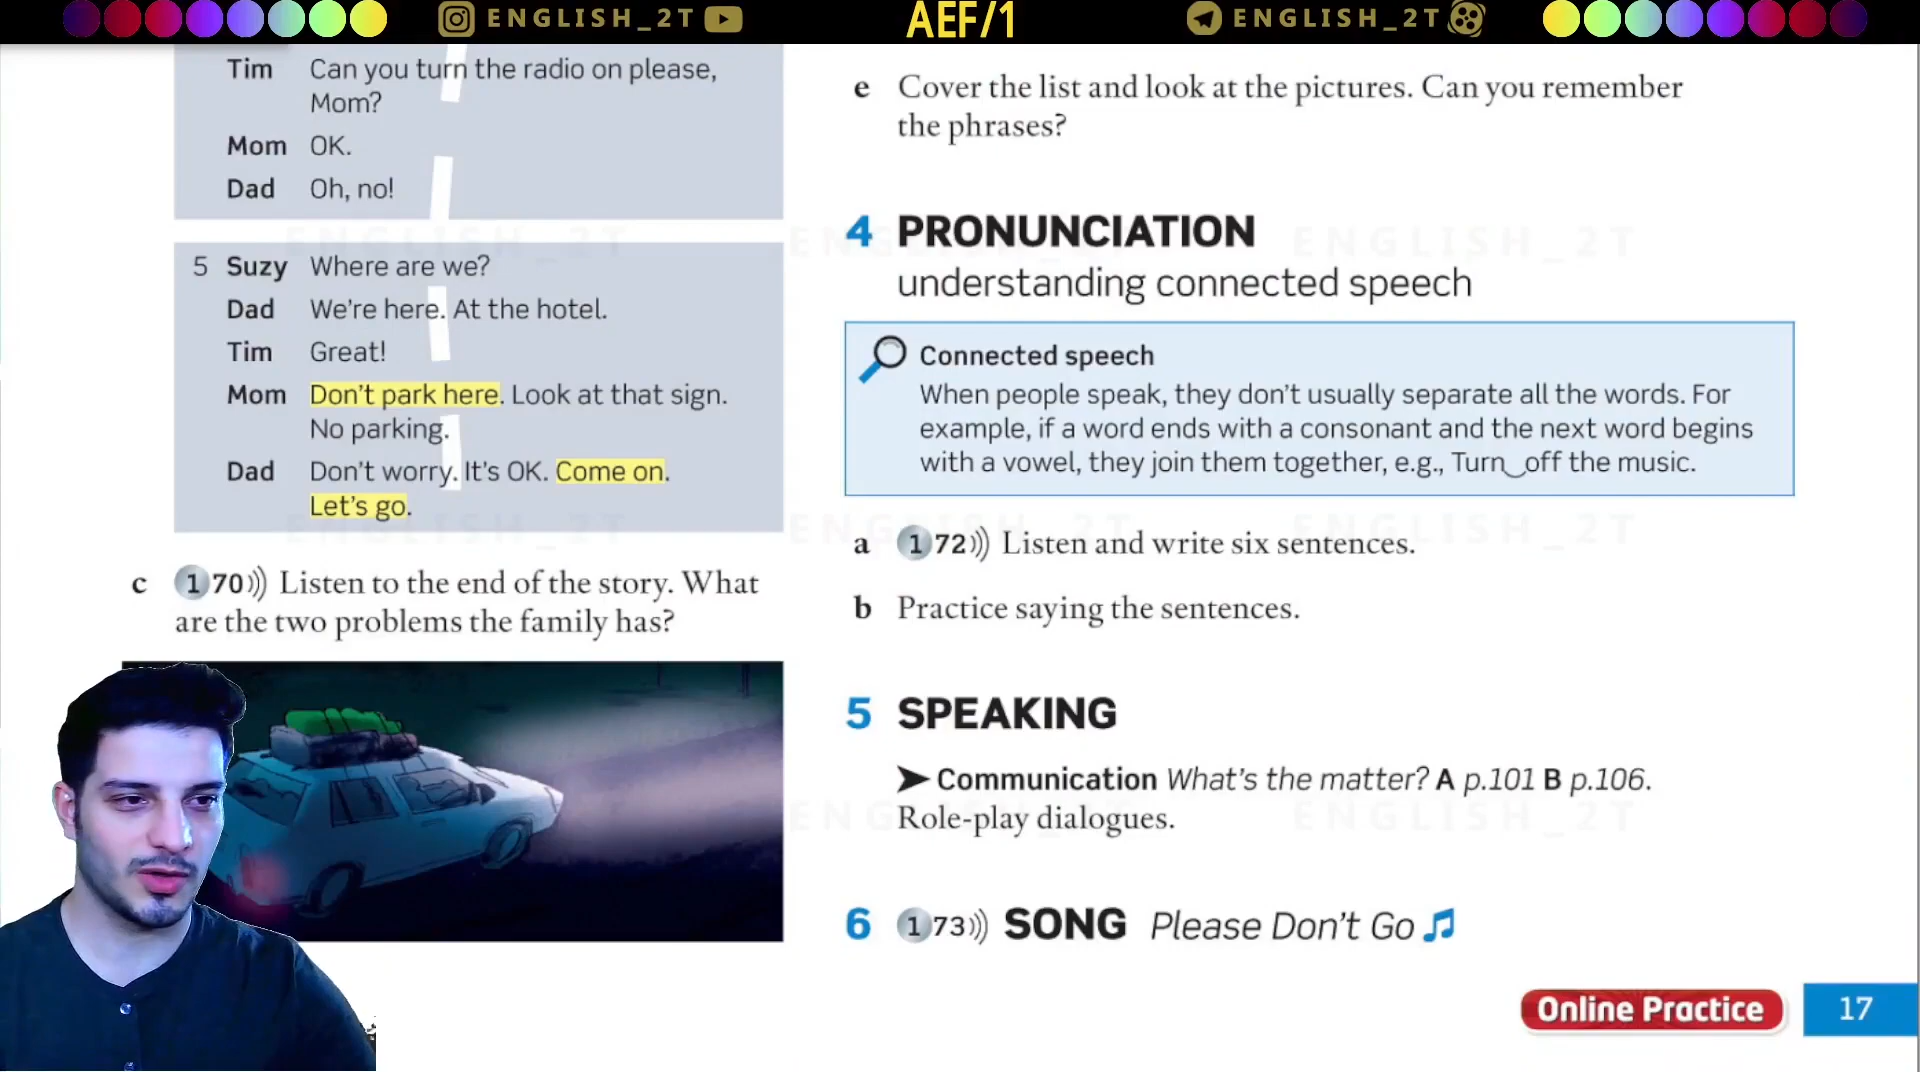 ENGLISH_2T
AEF/1
ENGLISH_2T
Tim Can you turn the radio on please,
Mom?
Mom OK.
Dad Oh, no!
5 Suzy Where are we?
Dad We're here. At the hotel.
Tim Great!
Mom Don't park here. Look at that sign.
No parking.
Dad Don't worry. It's OK. Come on.
Let's go.
c 1 70 Listen to the end of the story. What
are the two problems the family has?
e Cover the list and look at the pictures. Can you remember
the phrases?
4 PRONUNCIATION
understanding connected speech
Connected speech
When people speak, they don't usually separate all the words. For
example, if a word ends with a consonant and the next word begins
with a vowel, they join them together, e.g., Turn‿off the music.
a 1 72 Listen and write six sentences.
b Practice saying the sentences.
5 SPEAKING
Communication What's the matter? A p.101 B p.106.
Role-play dialogues.
6 1 73 SONG Please Don't Go
Online Practice 17
ENGLISH_2T ENGLISH_2T ENGLISH_2T
ENGLISH_2T ENGLISH_2T ENGLISH_2T
ENGLISH_2T